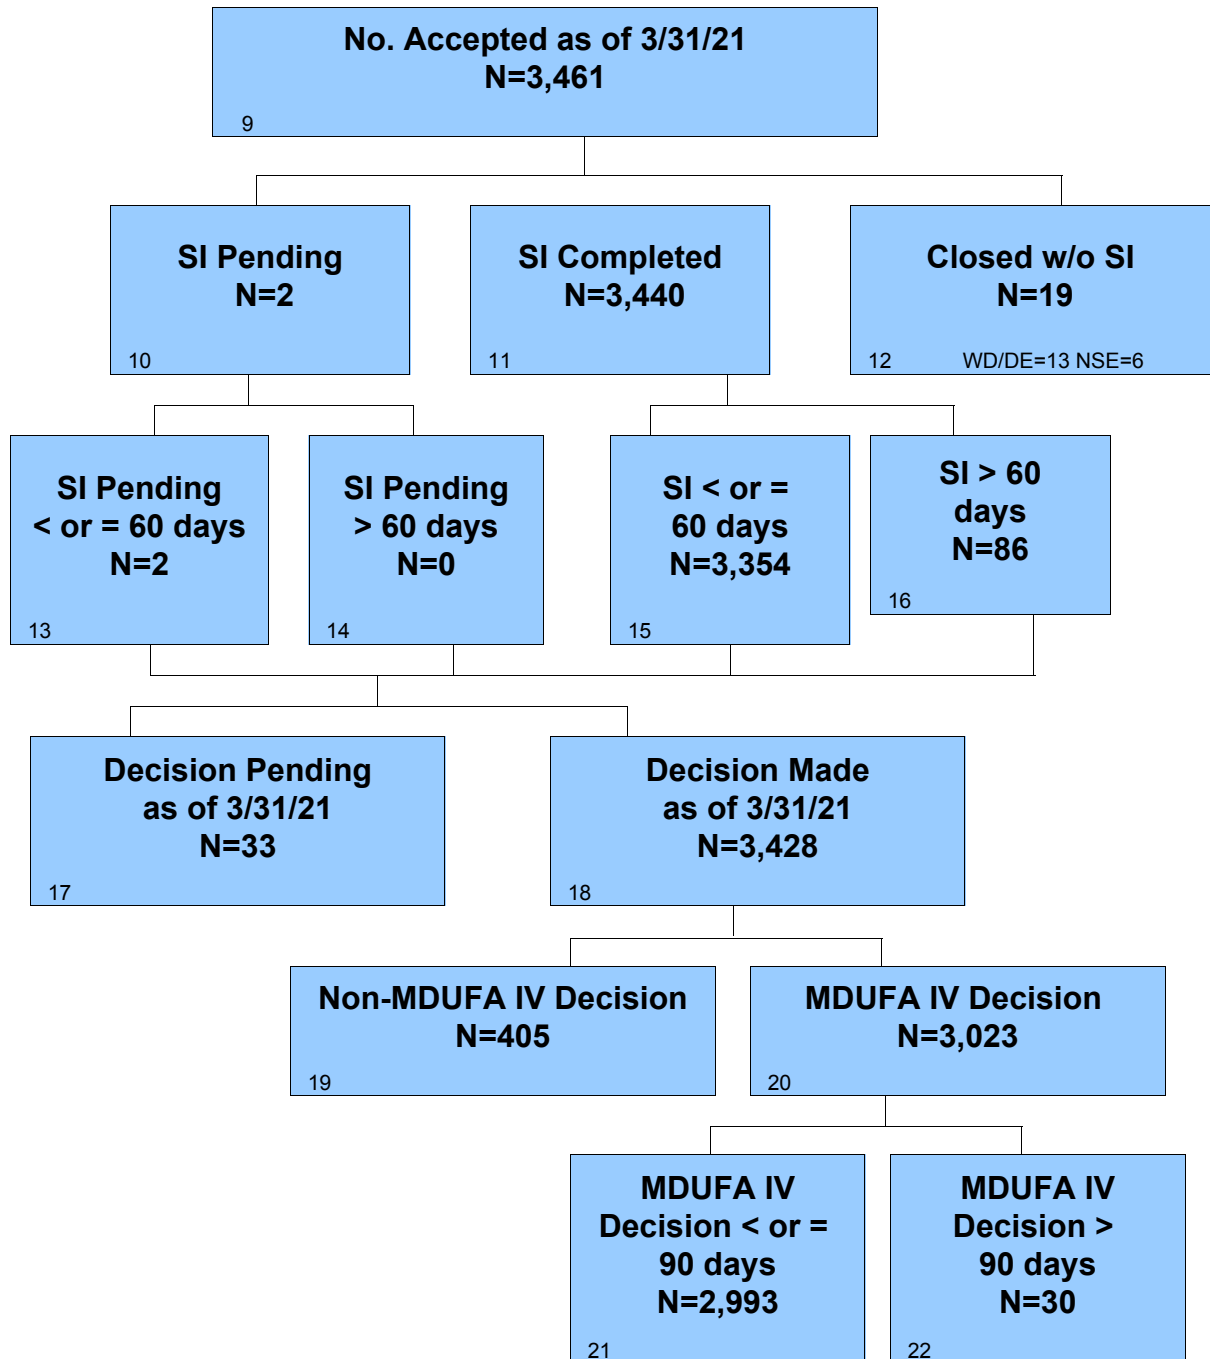 No. Accepted as of 3/31/21
N=3,461
9
SI Pending
N=2
10
SI Completed
N=3,440
11
Closed w/o SI
N=19
12 WD/DE=13 NSE=6
SI Pending
< or = 60 days
N=2
13
SI Pending
> 60 days
N=0
14
SI < or =
60 days
N=3,354
15
SI > 60
days
N=86
16
Decision Pending
as of 3/31/21
N=33
17
Decision Made
as of 3/31/21
N=3,428
18
Non-MDUFA IV Decision
N=405
19
MDUFA IV Decision
N=3,023
20
MDUFA IV
Decision < or =
90 days
N=2,993
21
MDUFA IV
Decision >
90 days
N=30
22